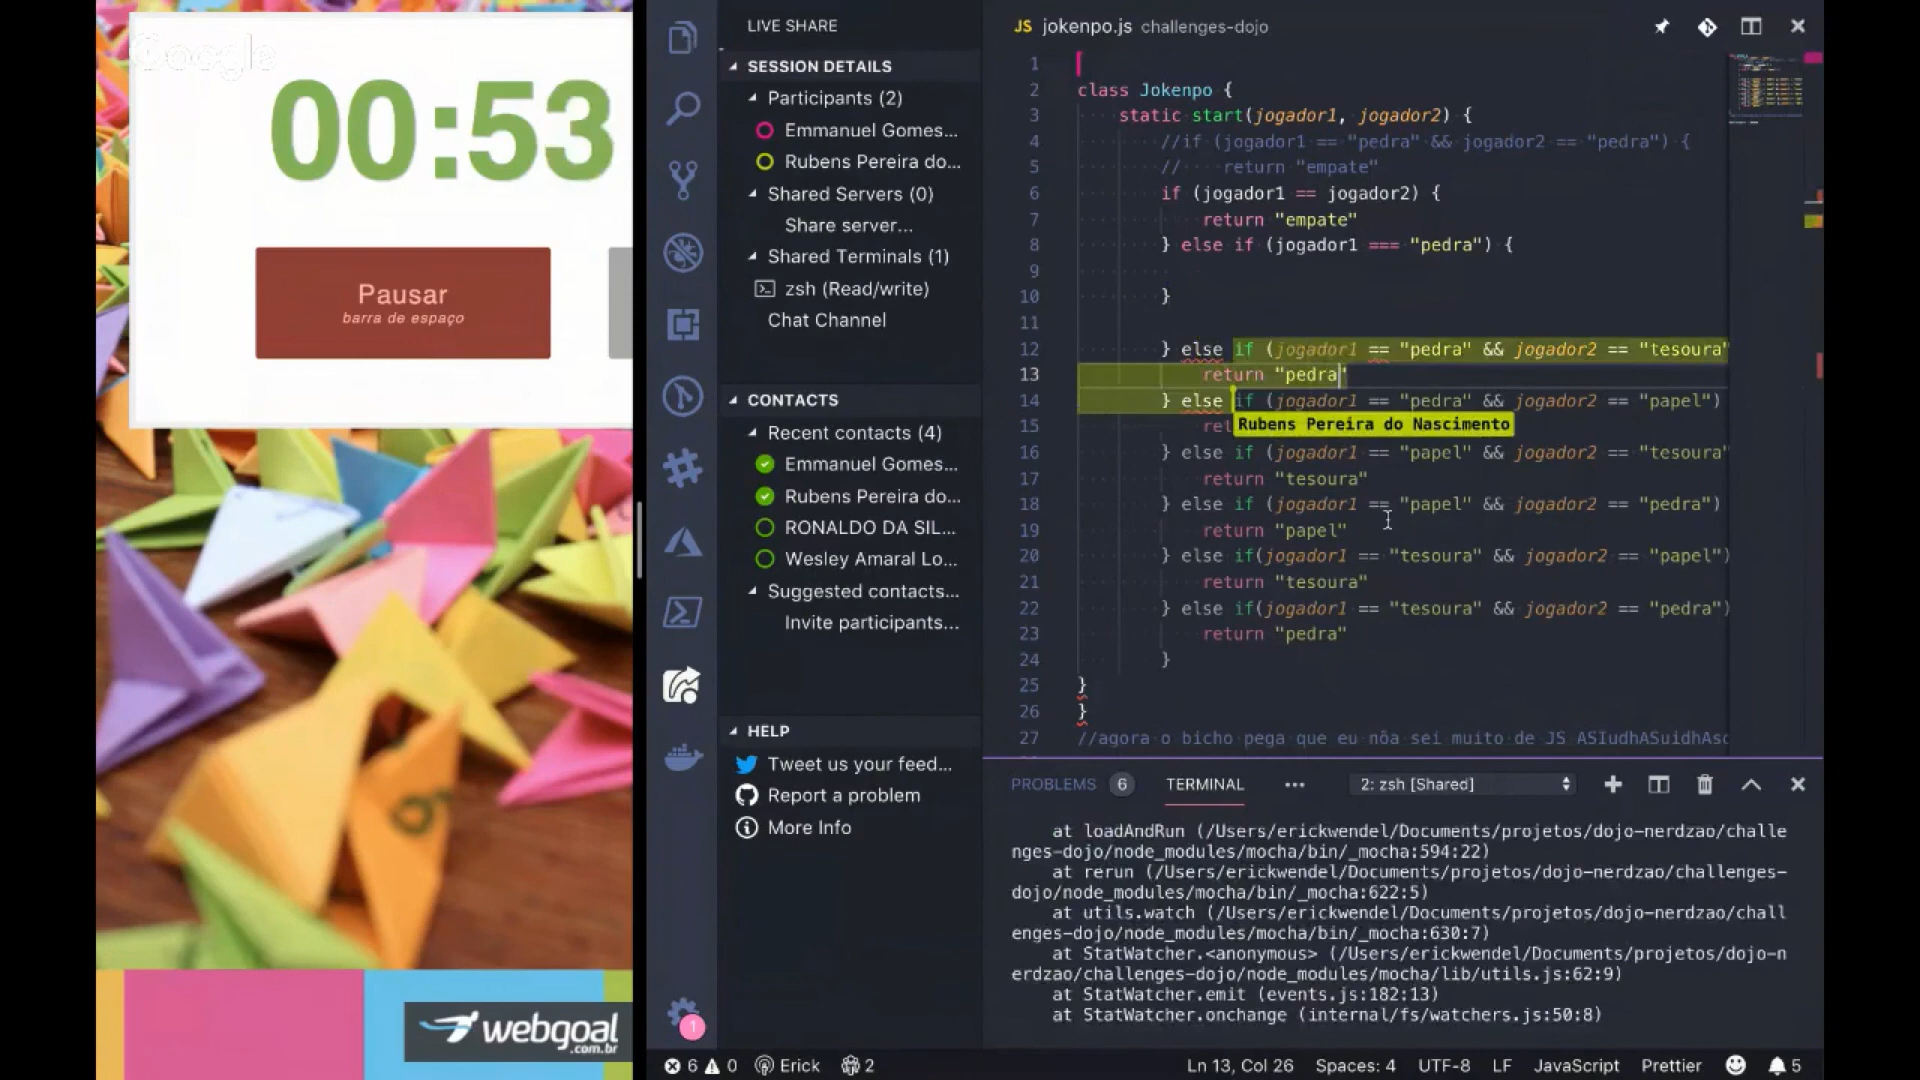 Google
00:53
Pausar
barra de espaço
webgoal
.com.br
LIVE SHARE
SESSION DETAILS
Participants (2)
Emmanuel Gomes...
Rubens Pereira do...
Shared Servers (0)
Share server...
Shared Terminals (1)
zsh (Read/write)
Chat Channel
CONTACTS
Recent contacts (4)
Emmanuel Gomes...
Rubens Pereira do...
RONALDO DA SIL...
Wesley Amaral Lo...
Suggested contacts...
Invite participants...
HELP
Tweet us your feed...
Report a problem
More Info
1
JS jokenpo.js challenges-dojo
1
2 class Jokenpo {
3 static start(jogador1, jogador2) {
4 //if (jogador1 == "pedra" && jogador2 == "pedra") {
5 // return "empate"
6 if (jogador1 == jogador2) {
7 return "empate"
8 } else if (jogador1 === "pedra") {
9
10 }
11
12 } else if (jogador1 == "pedra" && jogador2 == "tesoura"
13 return "pedra"
14 } else if (jogador1 == "pedra" && jogador2 == "papel")
15 ret
Rubens Pereira do Nascimento
16 } else if (jogador1 == "papel" && jogador2 == "tesoura"
17 return "tesoura"
18 } else if (jogador1 == "papel" && jogador2 == "pedra")
19 return "papel"
20 } else if(jogador1 == "tesoura" && jogador2 == "papel")
21 return "tesoura"
22 } else if(jogador1 == "tesoura" && jogador2 == "pedra")
23 return "pedra"
24 }
25 }
26 }
27 //agora o bicho pega que eu nõa sei muito de JS ASIudhASuidhAsd
PROBLEMS 6 TERMINAL ... 2: zsh [Shared]
at loadAndRun (/Users/erickwendel/Documents/projetos/dojo-nerdzao/challe
nges-dojo/node_modules/mocha/bin/_mocha:594:22)
at rerun (/Users/erickwendel/Documents/projetos/dojo-nerdzao/challenges-
dojo/node_modules/mocha/bin/_mocha:622:5)
at utils.watch (/Users/erickwendel/Documents/projetos/dojo-nerdzao/chall
enges-dojo/node_modules/mocha/bin/_mocha:630:7)
at StatWatcher.<anonymous> (/Users/erickwendel/Documents/projetos/dojo-n
erdzao/challenges-dojo/node_modules/mocha/lib/utils.js:62:9)
at StatWatcher.emit (events.js:182:13)
at StatWatcher.onchange (internal/fs/watchers.js:50:8)
6 0 Erick 2 Ln 13, Col 26 Spaces: 4 UTF-8 LF JavaScript Prettier 5